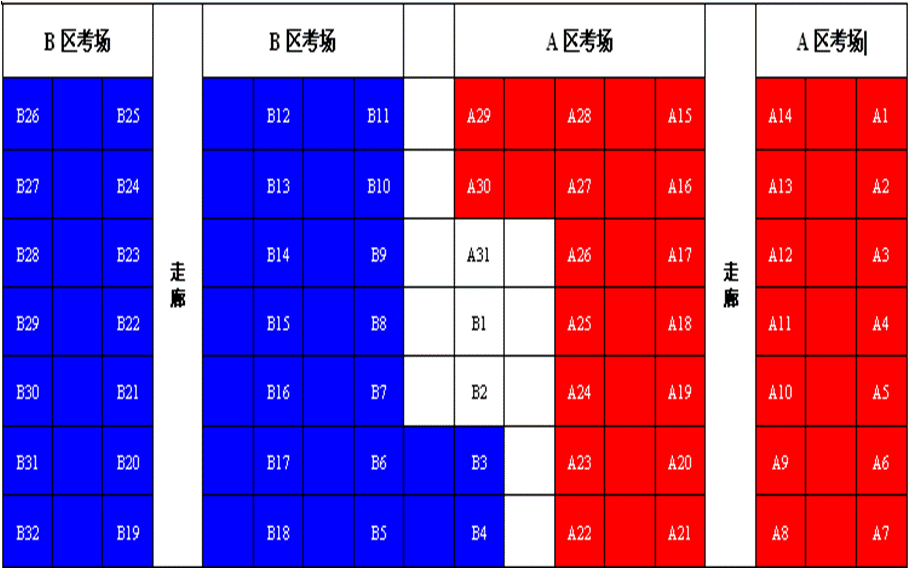 B 区考场 B 区考场 A 区考场 A 区考场
B26 B25 B12 B11 A29 A28 A15 A14 A1
B27 B24 B13 B10 A30 A27 A16 A13 A2
B28 B23 B14 B9 A31 A26 A17 A12 A3
走廊 走廊
B29 B22 B15 B8 B1 A25 A18 A11 A4
B30 B21 B16 B7 B2 A24 A19 A10 A5
B31 B20 B17 B6 B3 A23 A20 A9 A6
B32 B19 B18 B5 B4 A22 A21 A8 A7